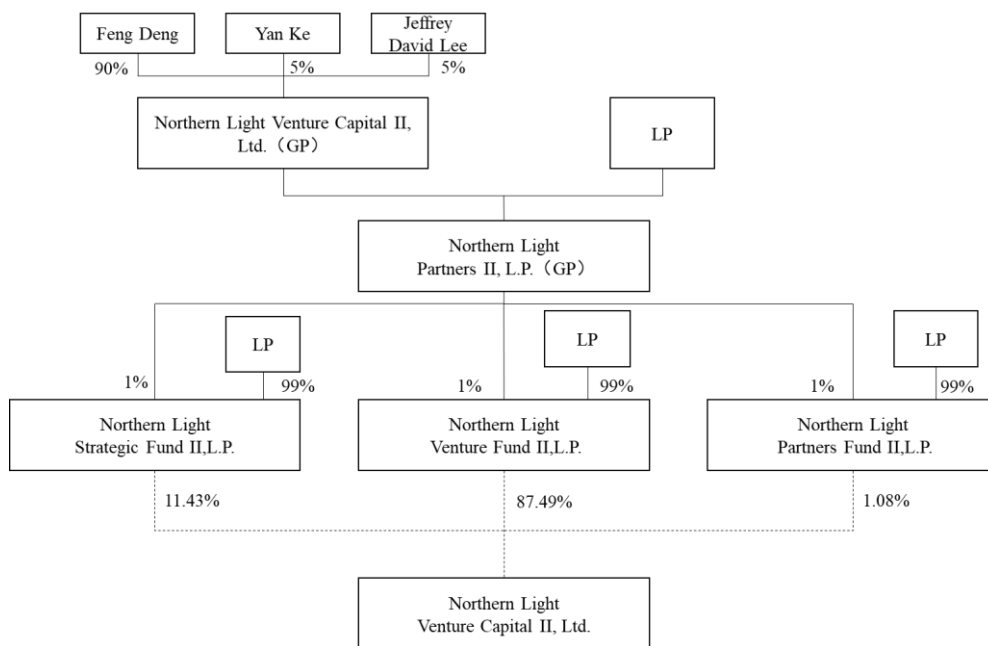 Feng Deng
Yan Ke
Jeffrey
David Lee
90%
5%
5%
Northern Light Venture Capital II,
Ltd.（GP）
LP
Northern Light
Partners II, L.P.（GP）
LP
LP
LP
1%
99%
1%
99%
1%
99%
Northern Light
Strategic Fund II,L.P.
Northern Light
Venture Fund II,L.P.
Northern Light
Partners Fund II,L.P.
11.43%
87.49%
1.08%
Northern Light
Venture Capital II, Ltd.